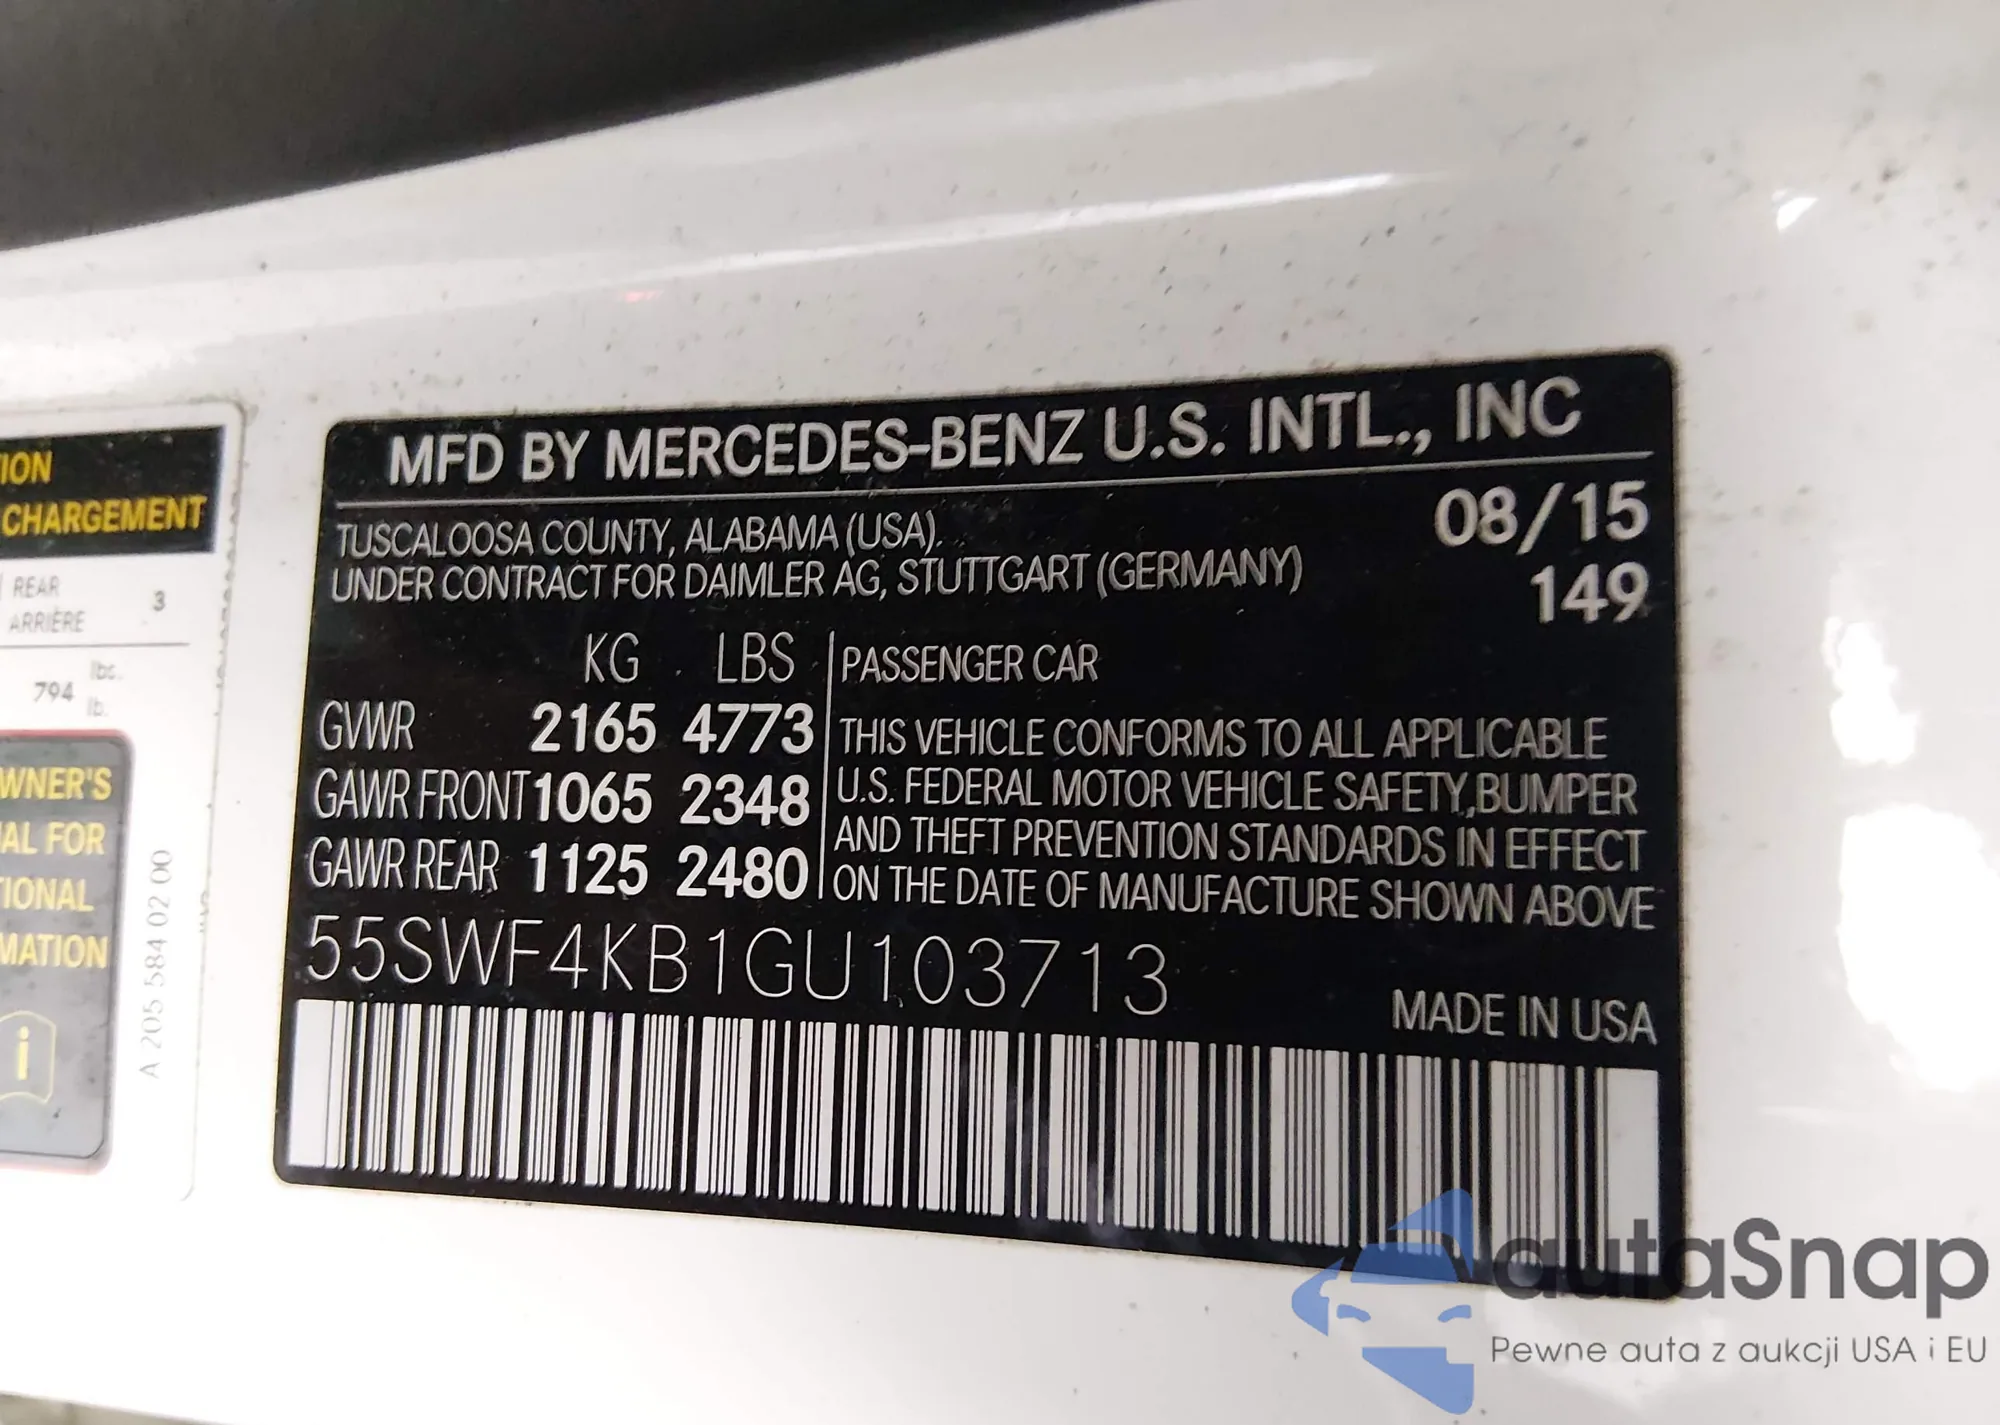 TION
CHARGEMENT
REAR
ARRIÈRE
3
794
lbs.
lb.
WNER'S
AL FOR
TIONAL
MATION
i
A 205 584 02 00
MFD BY MERCEDES-BENZ U.S. INTL., INC
TUSCALOOSA COUNTY, ALABAMA (USA).
UNDER CONTRACT FOR DAIMLER AG, STUTTGART (GERMANY)
08/15
149
KG LBS
GVWR 2165 4773
GAWR FRONT 1065 2348
GAWR REAR 1125 2480
PASSENGER CAR
THIS VEHICLE CONFORMS TO ALL APPLICABLE
U.S. FEDERAL MOTOR VEHICLE SAFETY, BUMPER
AND THEFT PREVENTION STANDARDS IN EFFECT
ON THE DATE OF MANUFACTURE SHOWN ABOVE
55SWF4KB1GU103713
MADE IN USA
autaSnap
Pewne auta z aukcji USA i EU